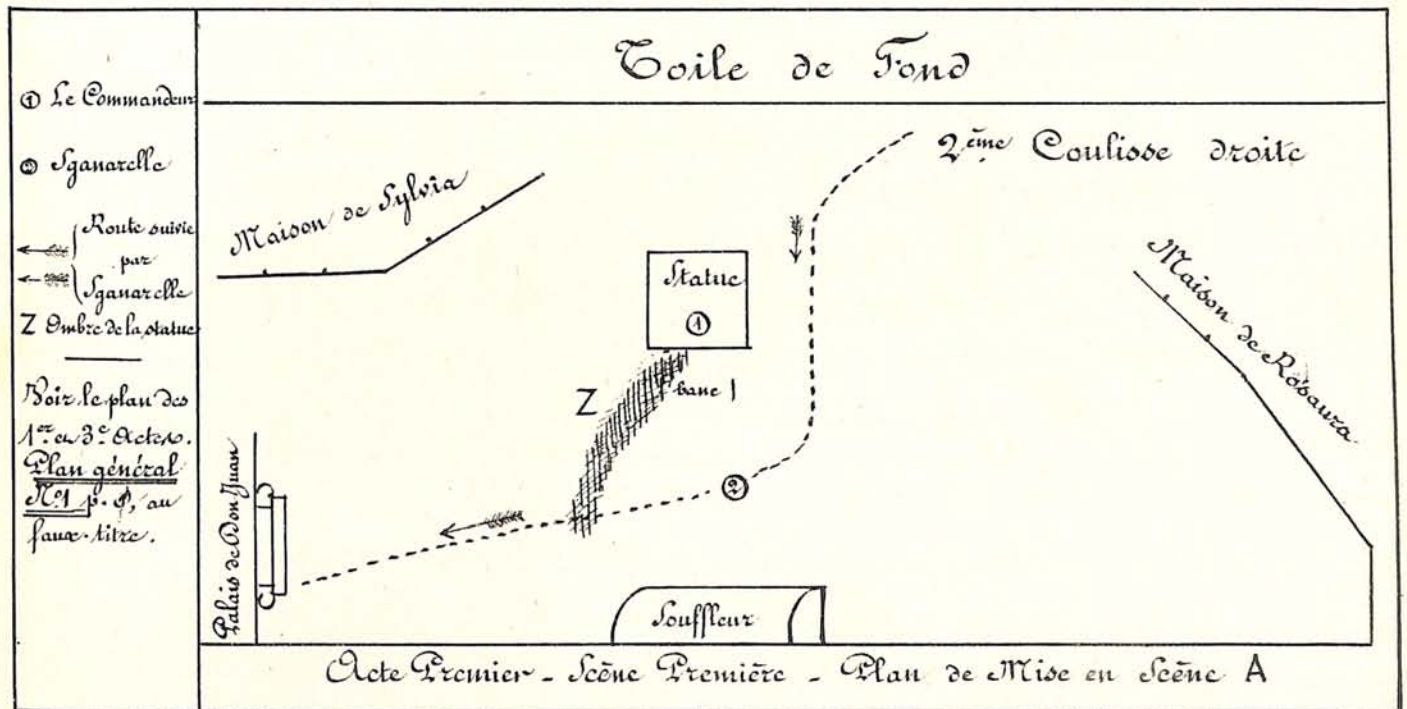 Toile de Fond
① Le Commandeur
② Sganarelle
Route suivie
par
Sganarelle
Z Ombre de la statue
Voir le plan des
1er et 3e Actes.
Plan général
No 1 p. , au
faux-titre.
2ème Coulisse droite
Maison de Sylvia
Statue
①
Z
banc
Maison de Rosaura
②
Palais de Don Juan
Souffleur
Acte Premier - Scène Première - Plan de Mise en Scène A